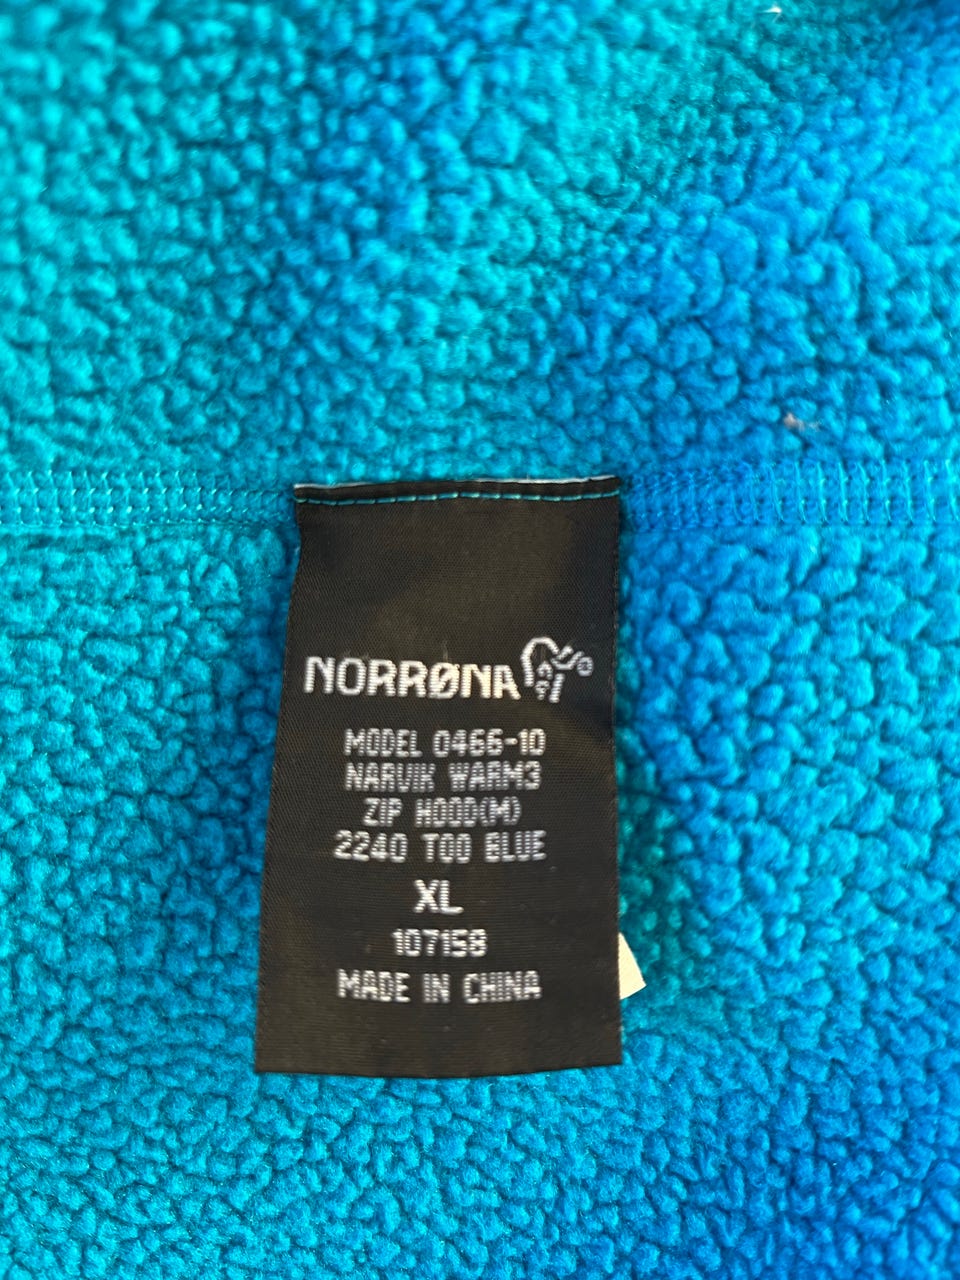 NORRØNA
MODEL 0466-10
NARVIK WARM3
ZIP HOOD(M)
2240 TOO BLUE
XL
107158
MADE IN CHINA